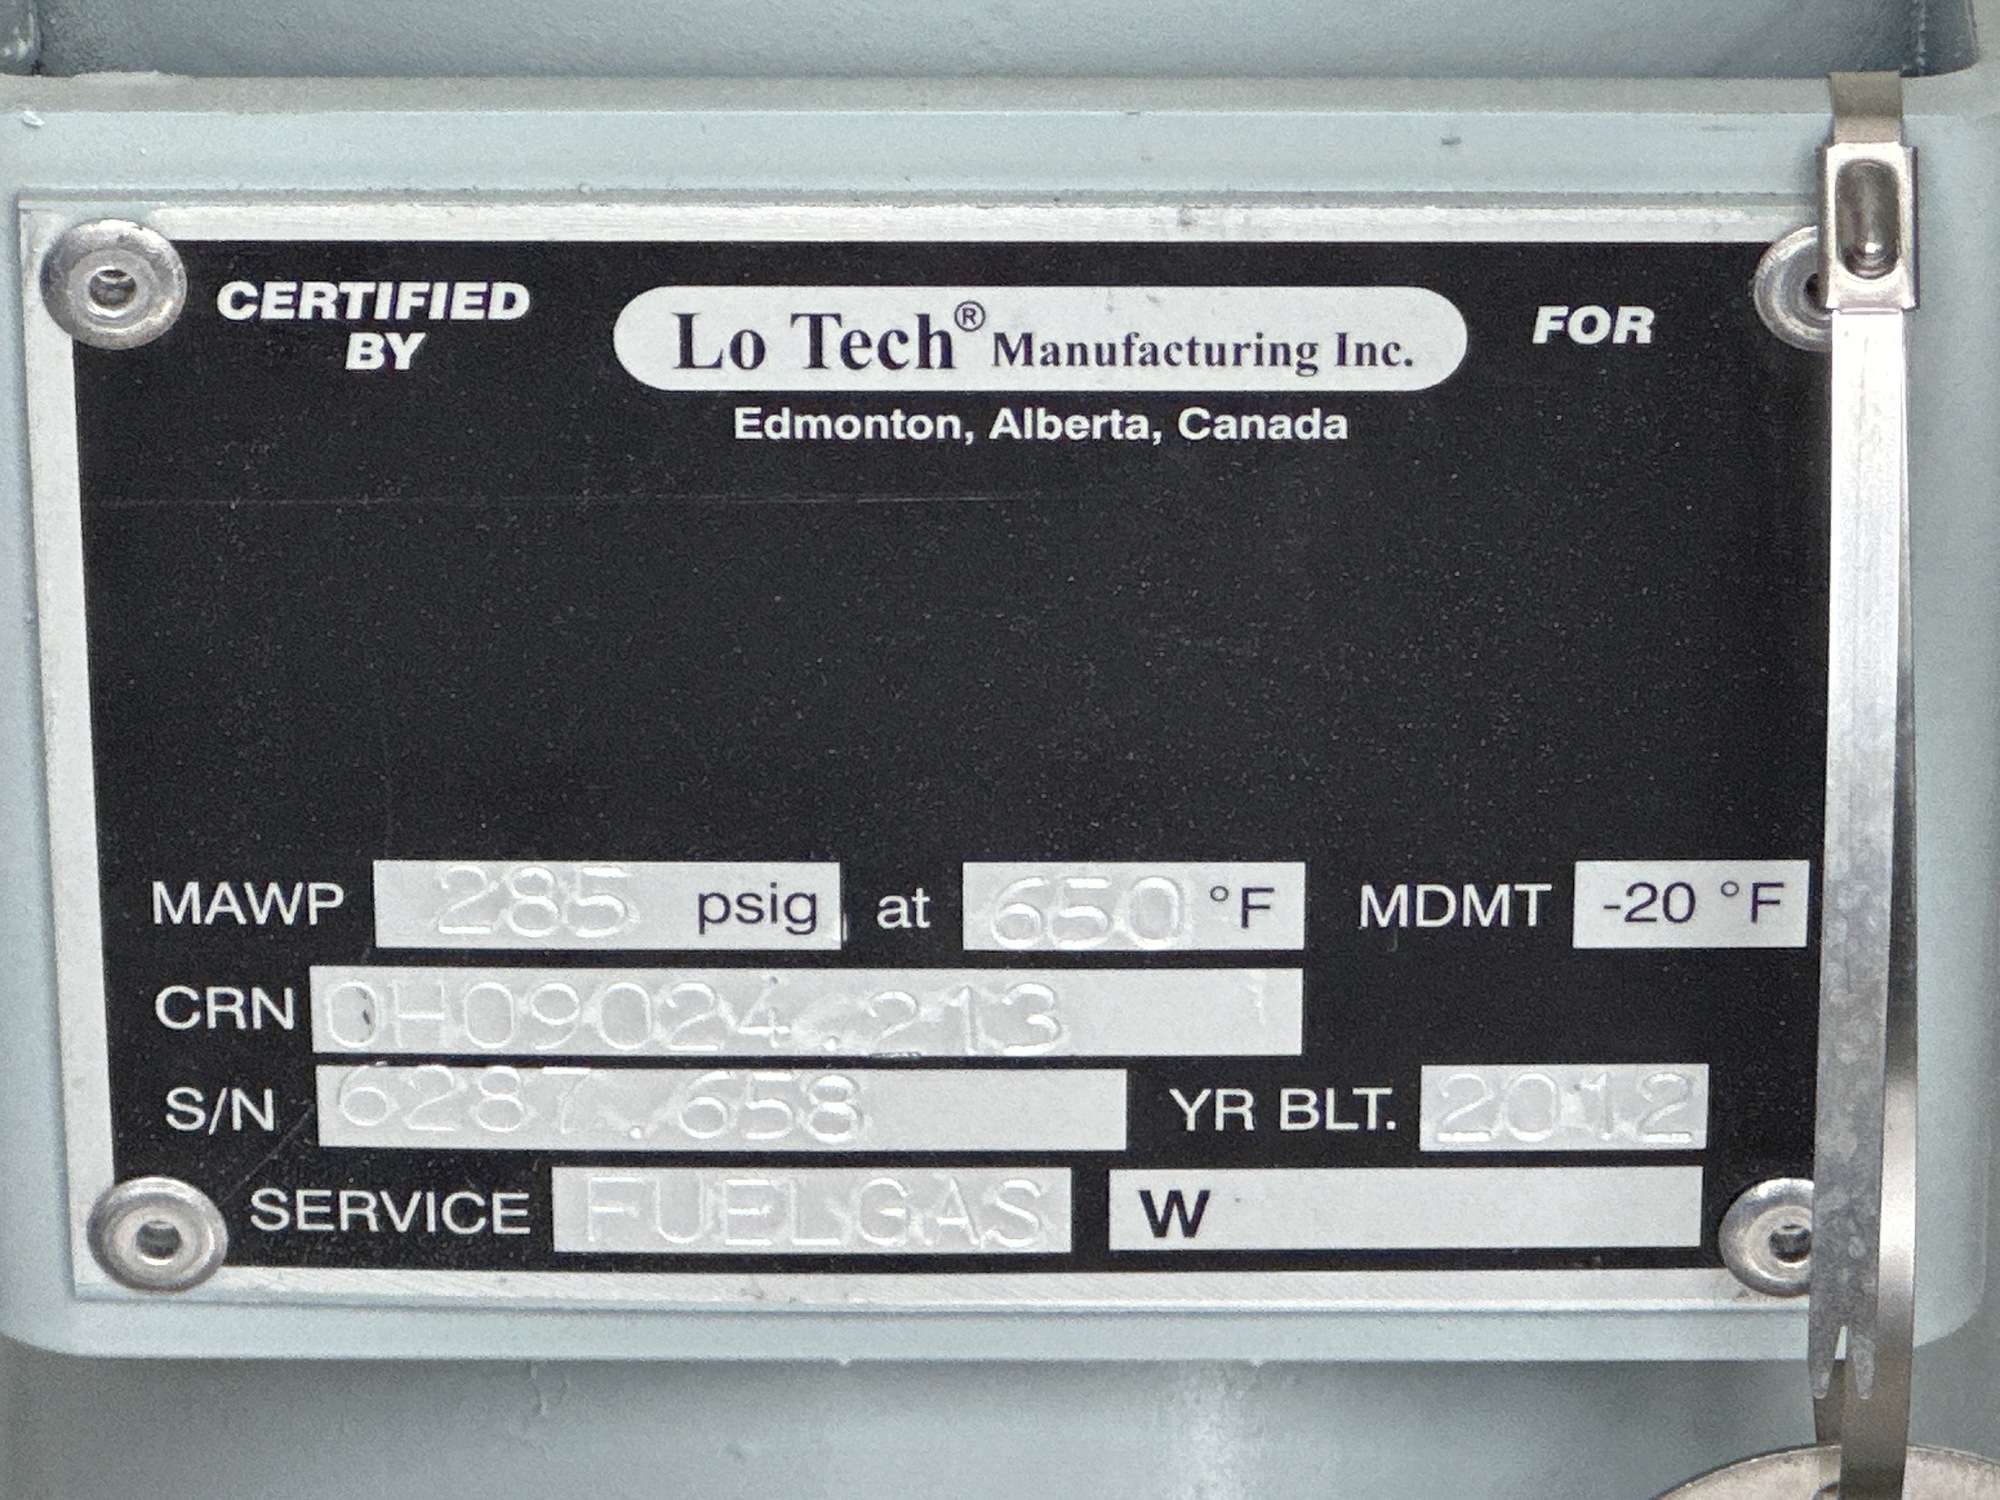 CERTIFIED BY
Lo Tech® Manufacturing Inc.
FOR
Edmonton, Alberta, Canada
MAWP 285 psig at 650 °F MDMT -20 °F
CRN 0H09024.213
S/N 6287.658 YR BLT. 2012
SERVICE FUELGAS W